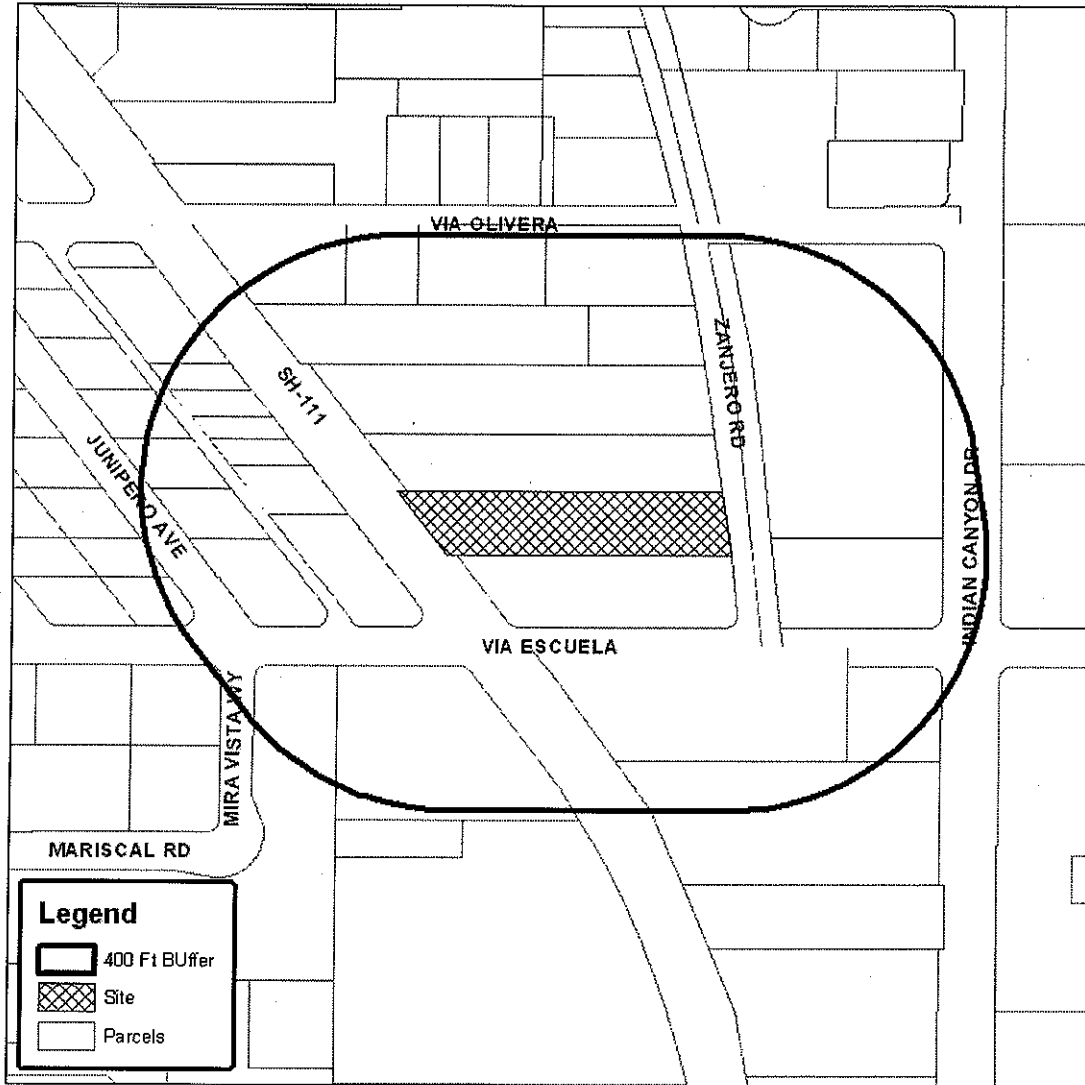 VIA OLIVERA
ZANJERO RD
SH-111
JUNIPERO AVE
INDIAN CANYON DR
VIA ESCUELA
MIRA VISTA WY
MARISCAL RD
Legend
400 Ft BUffer
Site
Parcels